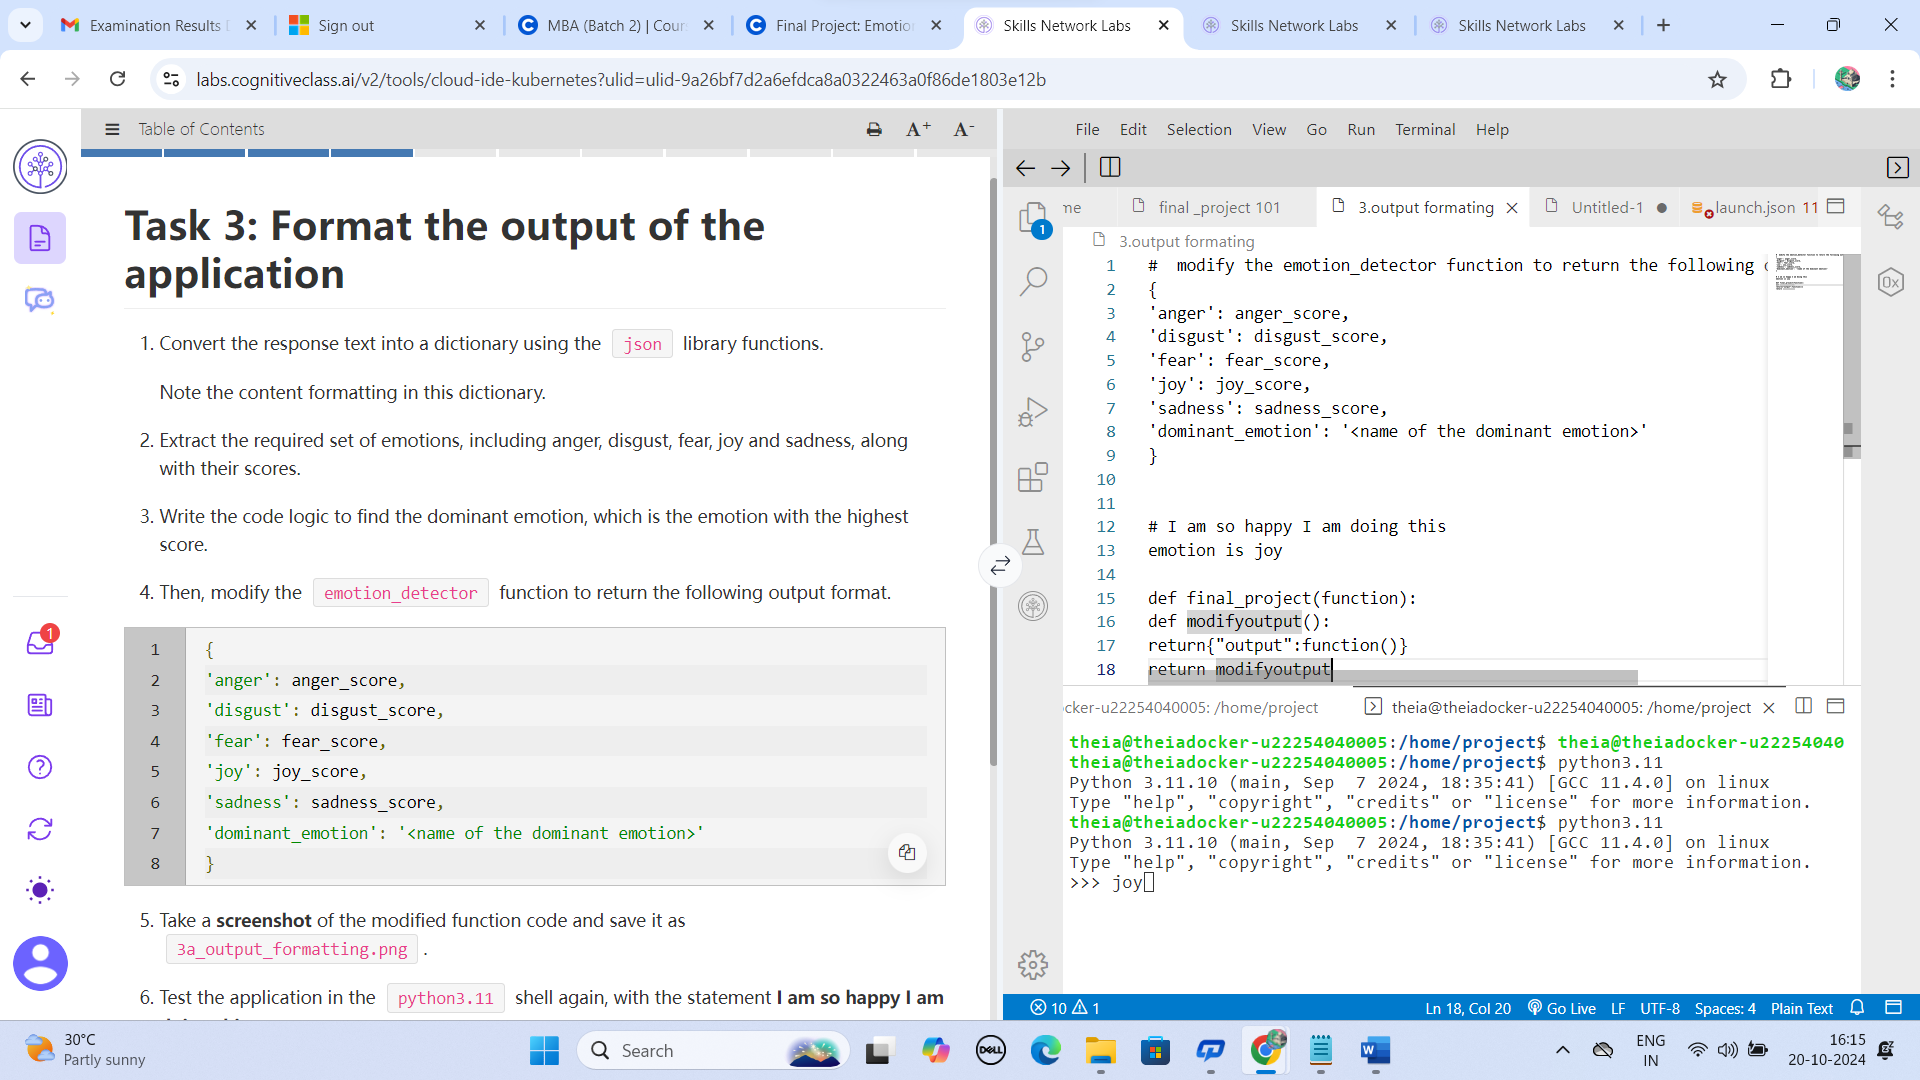 Examination Results D
Sign out
MBA (Batch 2) | Cours
Final Project: Emotion
Skills Network Labs
Skills Network Labs
Skills Network Labs
labs.cognitiveclass.ai/v2/tools/cloud-ide-kubernetes?ulid=ulid-9a26bf7d2a6efdca8a0322463a0f86de1803e12b
Table of Contents
A+ A-
Task 3: Format the output of the
application
1. Convert the response text into a dictionary using the json library functions.
Note the content formatting in this dictionary.
2. Extract the required set of emotions, including anger, disgust, fear, joy and sadness, along
with their scores.
3. Write the code logic to find the dominant emotion, which is the emotion with the highest
score.
4. Then, modify the emotion_detector function to return the following output format.
1 {
2 'anger': anger_score,
3 'disgust': disgust_score,
4 'fear': fear_score,
5 'joy': joy_score,
6 'sadness': sadness_score,
7 'dominant_emotion': '<name of the dominant emotion>'
8 }
5. Take a screenshot of the modified function code and save it as
3a_output_formatting.png .
6. Test the application in the python3.11 shell again, with the statement I am so happy I am
1
File Edit Selection View Go Run Terminal Help
me
final _project 101
3.output formating
Untitled-1
launch.json 11
1
3.output formating
1 # modify the emotion_detector function to return the following
2 {
3 'anger': anger_score,
4 'disgust': disgust_score,
5 'fear': fear_score,
6 'joy': joy_score,
7 'sadness': sadness_score,
8 'dominant_emotion': '<name of the dominant emotion>'
9 }
10
11
12 # I am so happy I am doing this
13 emotion is joy
14
15 def final_project(function):
16 def modifyoutput():
17 return{"output":function()}
18 return modifyoutput
0x
cker-u22254040005: /home/project
theia@theiadocker-u22254040005: /home/project
theia@theiadocker-u22254040005:/home/project$ theia@theiadocker-u22254040
theia@theiadocker-u22254040005:/home/project$ python3.11
Python 3.11.10 (main, Sep  7 2024, 18:35:41) [GCC 11.4.0] on linux
Type "help", "copyright", "credits" or "license" for more information.
theia@theiadocker-u22254040005:/home/project$ python3.11
Python 3.11.10 (main, Sep  7 2024, 18:35:41) [GCC 11.4.0] on linux
Type "help", "copyright", "credits" or "license" for more information.
>>> joy
10 1
Ln 18, Col 20 Go Live LF UTF-8 Spaces: 4 Plain Text
30°C
Partly sunny
Search
DELL
ENG
IN
16:15
20-10-2024